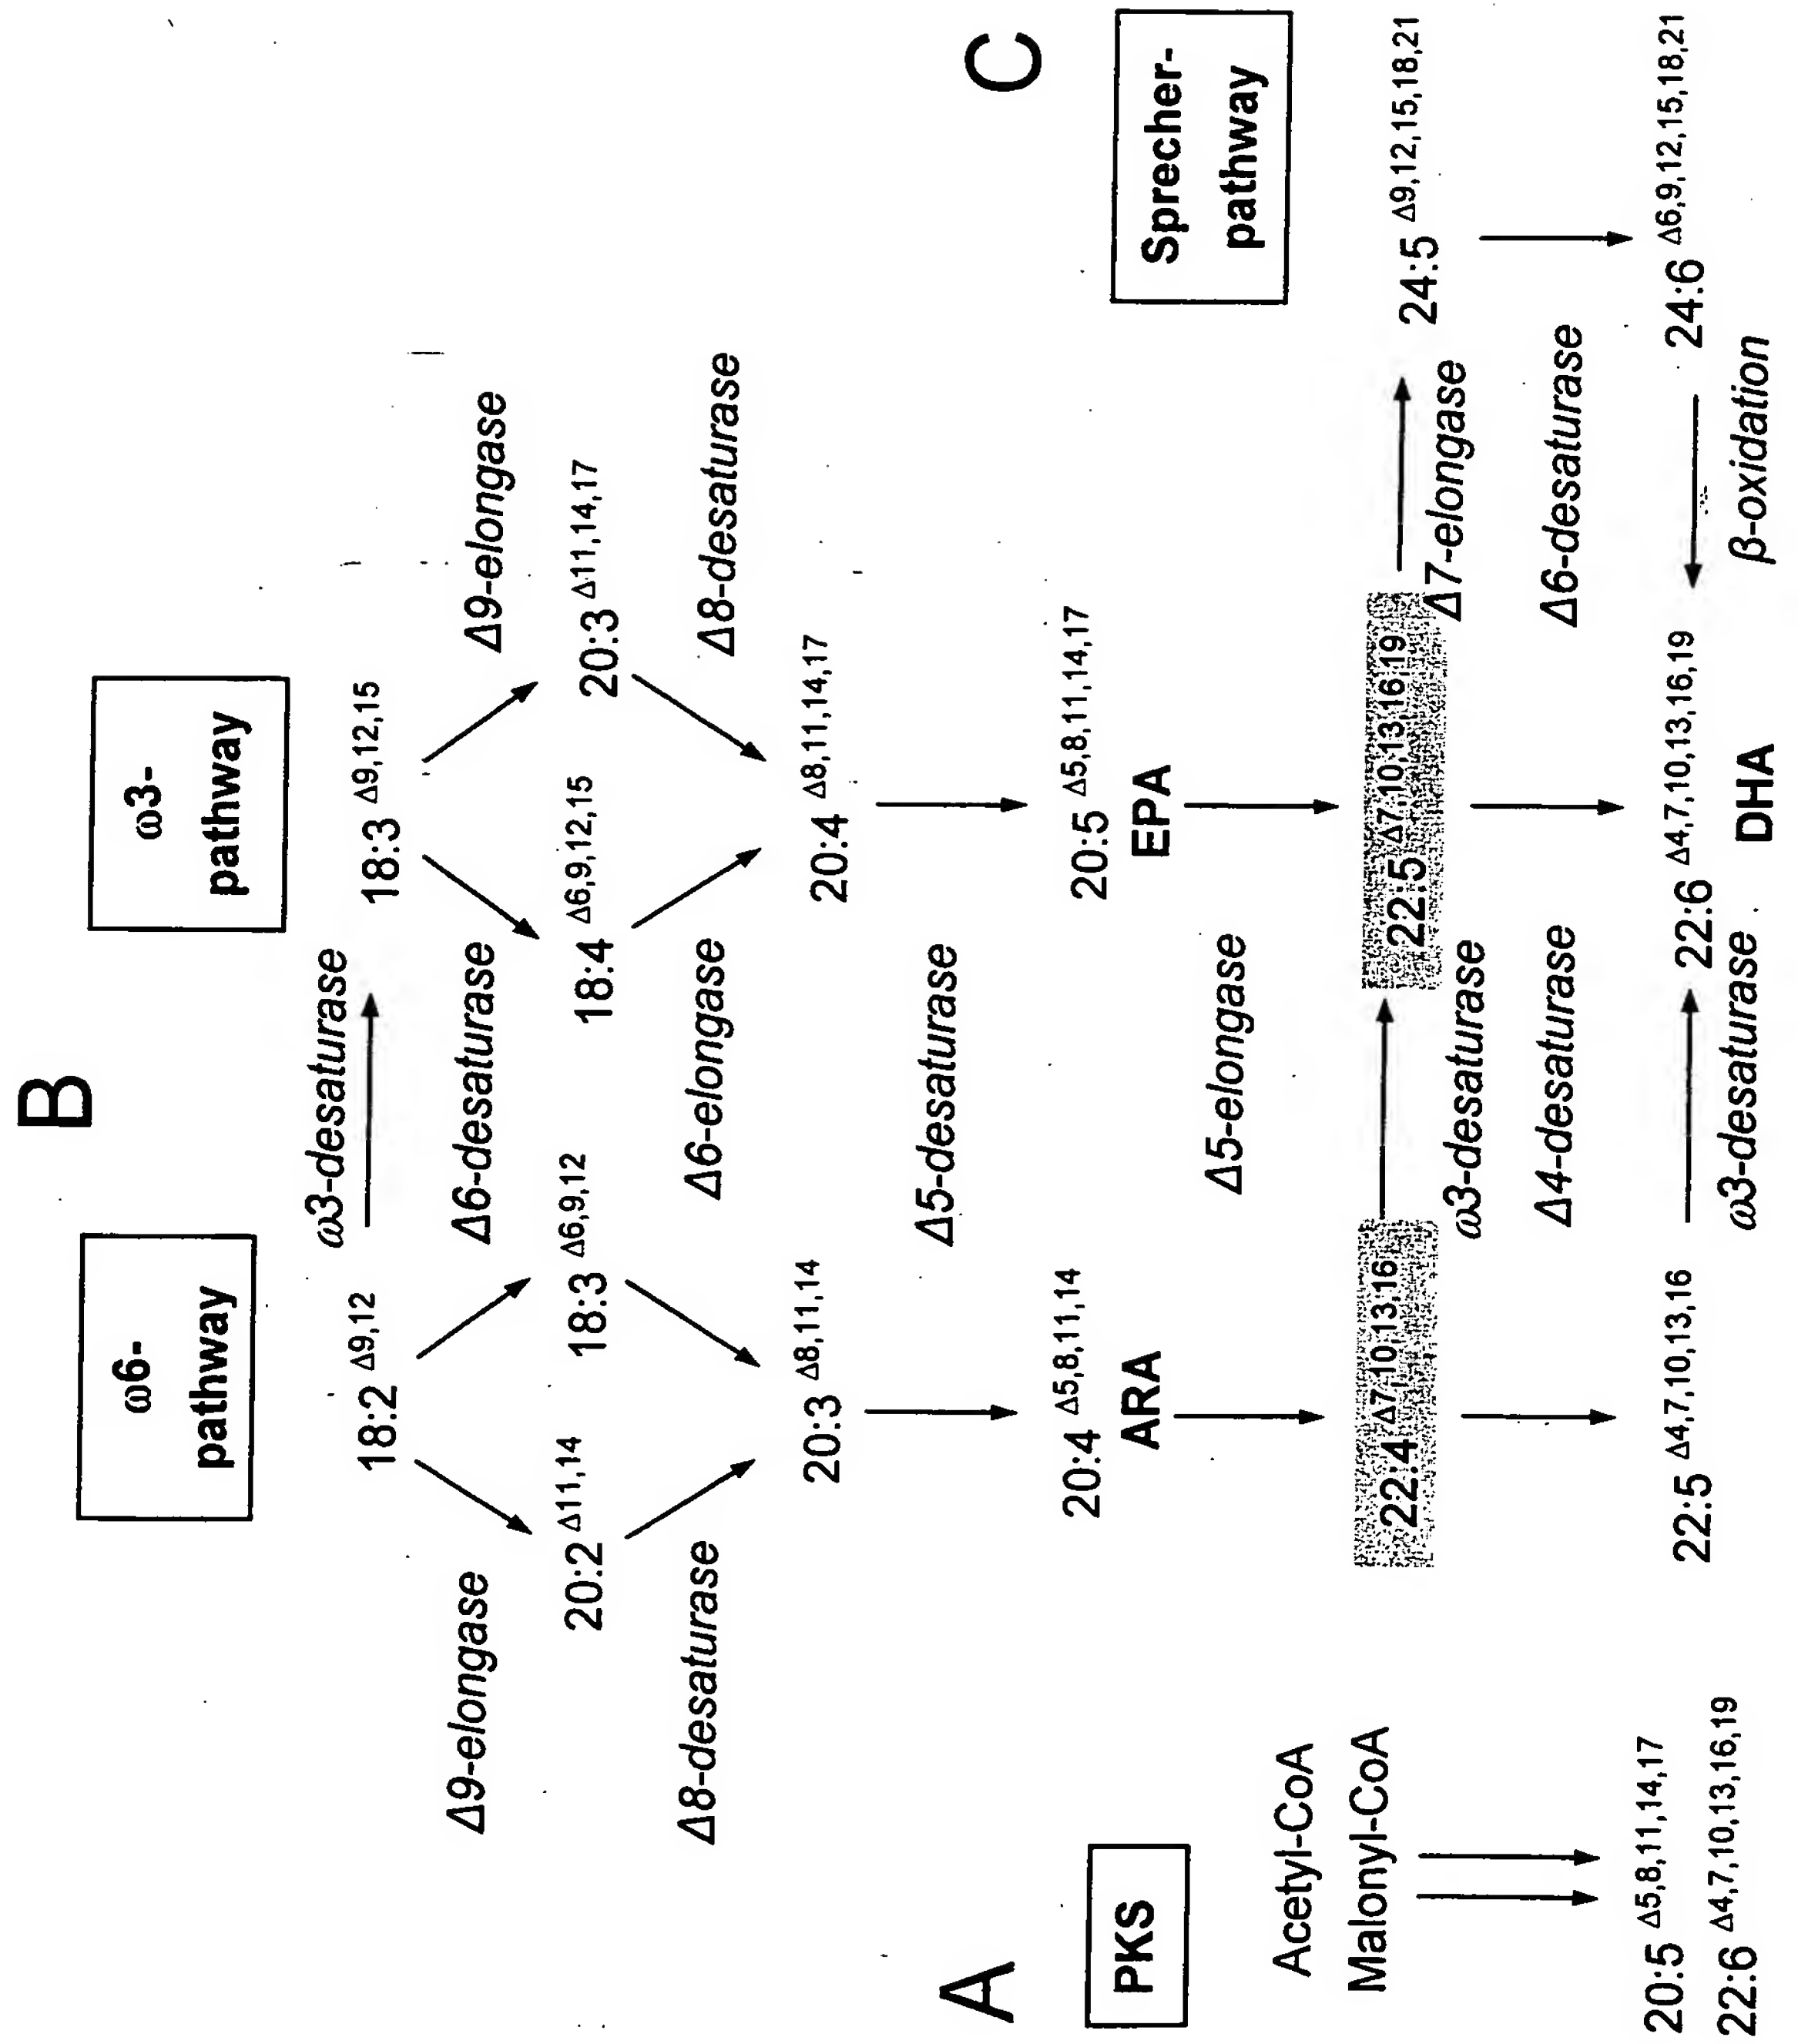 B
ω6-
pathway
ω3-
pathway
18:2 Δ9,12
ω3-desaturase
18:3 Δ9,12,15
Δ9-elongase
Δ6-desaturase
Δ9-elongase
20:2 Δ11,14
18:3 Δ6,9,12
18:4 Δ6,9,12,15
20:3 Δ11,14,17
Δ8-desaturase
Δ6-elongase
Δ8-desaturase
20:3 Δ8,11,14
20:4 Δ8,11,14,17
Δ5-desaturase
A
C
20:4 Δ5,8,11,14
20:5 Δ5,8,11,14,17
ARA
EPA
PKS
Sprecher-
pathway
Δ5-elongase
Acetyl-CoA
Malonyl-CoA
22:4 Δ7,10,13,16
22:5 Δ7,10,13,16,19
24:5 Δ9,12,15,18,21
ω3-desaturase
Δ7-elongase
Δ4-desaturase
Δ6-desaturase
20:5 Δ5,8,11,14,17
22:5 Δ4,7,10,13,16
22:6 Δ4,7,10,13,16,19
24:6 Δ6,9,12,15,18,21
22:6 Δ4,7,10,13,16,19
ω3-desaturase
DHA
β-oxidation